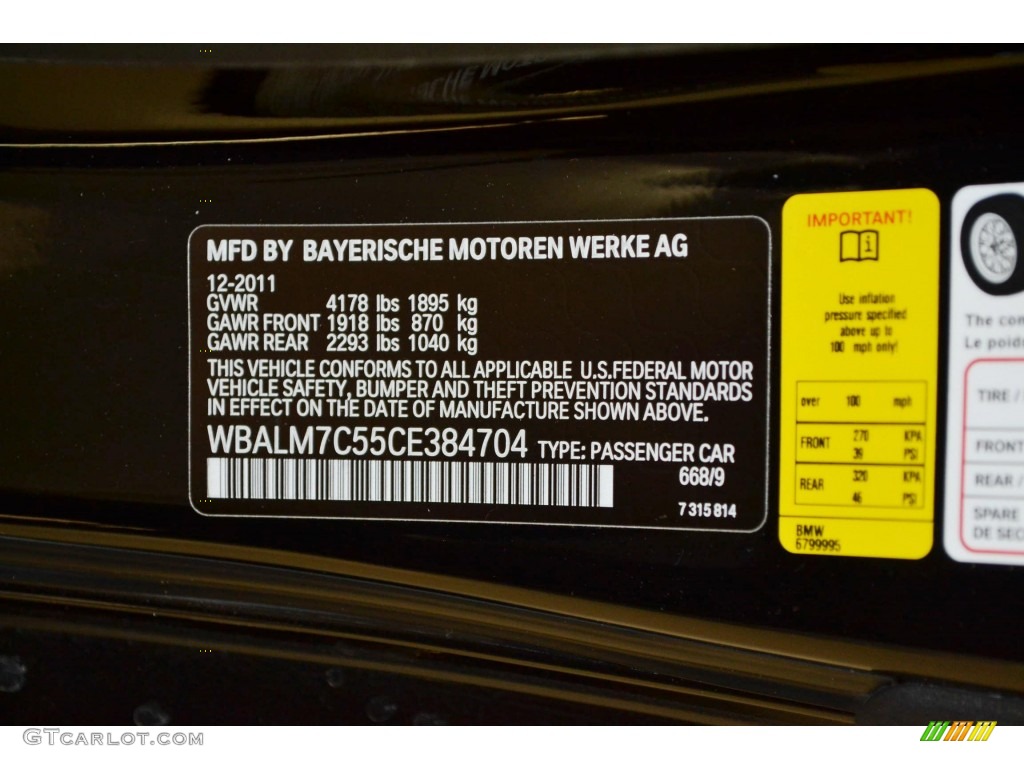 MFD BY BAYERISCHE MOTOREN WERKE AG
12-2011
GVWR 4178 lbs 1895 kg
GAWR FRONT 1918 lbs 870 kg
GAWR REAR 2293 lbs 1040 kg
THIS VEHICLE CONFORMS TO ALL APPLICABLE U.S.FEDERAL MOTOR
VEHICLE SAFETY, BUMPER AND THEFT PREVENTION STANDARDS
IN EFFECT ON THE DATE OF MANUFACTURE SHOWN ABOVE.
WBALM7C55CE384704 TYPE: PASSENGER CAR
668/9
7 315 814
IMPORTANT!
i
Use inflation
pressure specified
above up to
100 mph only!
over 100 mph
FRONT 270 KPA
39 PSI
REAR 320 KPA
46 PSI
BMW
6799995
The con
Le poids
TIRE /
FRONT
REAR /
SPARE
DE SEC
GTCARLOT.COM